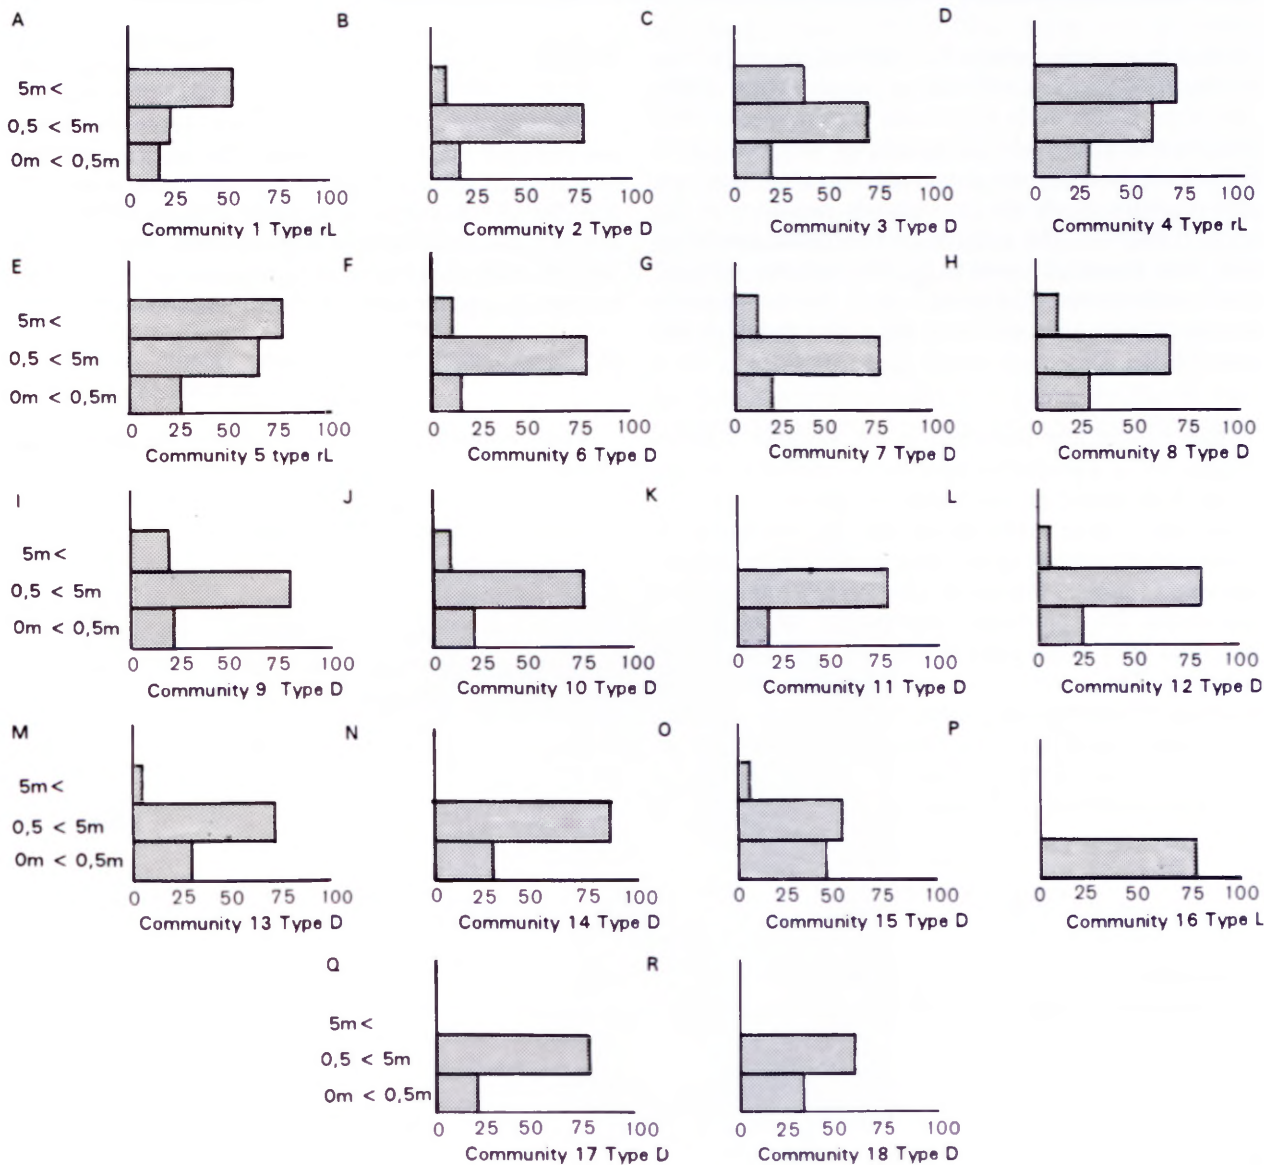 A B C D
5m<
0,5 < 5m
0m < 0,5m
0 25 50 75 100 0 25 50 75 100 0 25 50 75 100 0 25 50 75 100
Community 1 Type rL Community 2 Type D Community 3 Type D Community 4 Type rL
E F G H
5m<
0,5 < 5m
0m < 0,5m
0 25 50 75 100 0 25 50 75 100 0 25 50 75 100 0 25 50 75 100
Community 5 type rL Community 6 Type D Community 7 Type D Community 8 Type D
I J K L
5m<
0,5 < 5m
0m < 0,5m
0 25 50 75 100 0 25 50 75 100 0 25 50 75 100 0 25 50 75 100
Community 9 Type D Community 10 Type D Community 11 Type D Community 12 Type D
M N O P
5m<
0,5 < 5m
0m < 0,5m
0 25 50 75 100 0 25 50 75 100 0 25 50 75 100 0 25 50 75 100
Community 13 Type D Community 14 Type D Community 15 Type D Community 16 Type L
Q R
5m<
0,5 < 5m
0m < 0,5m
0 25 50 75 100 0 25 50 75 100
Community 17 Type D Community 18 Type D